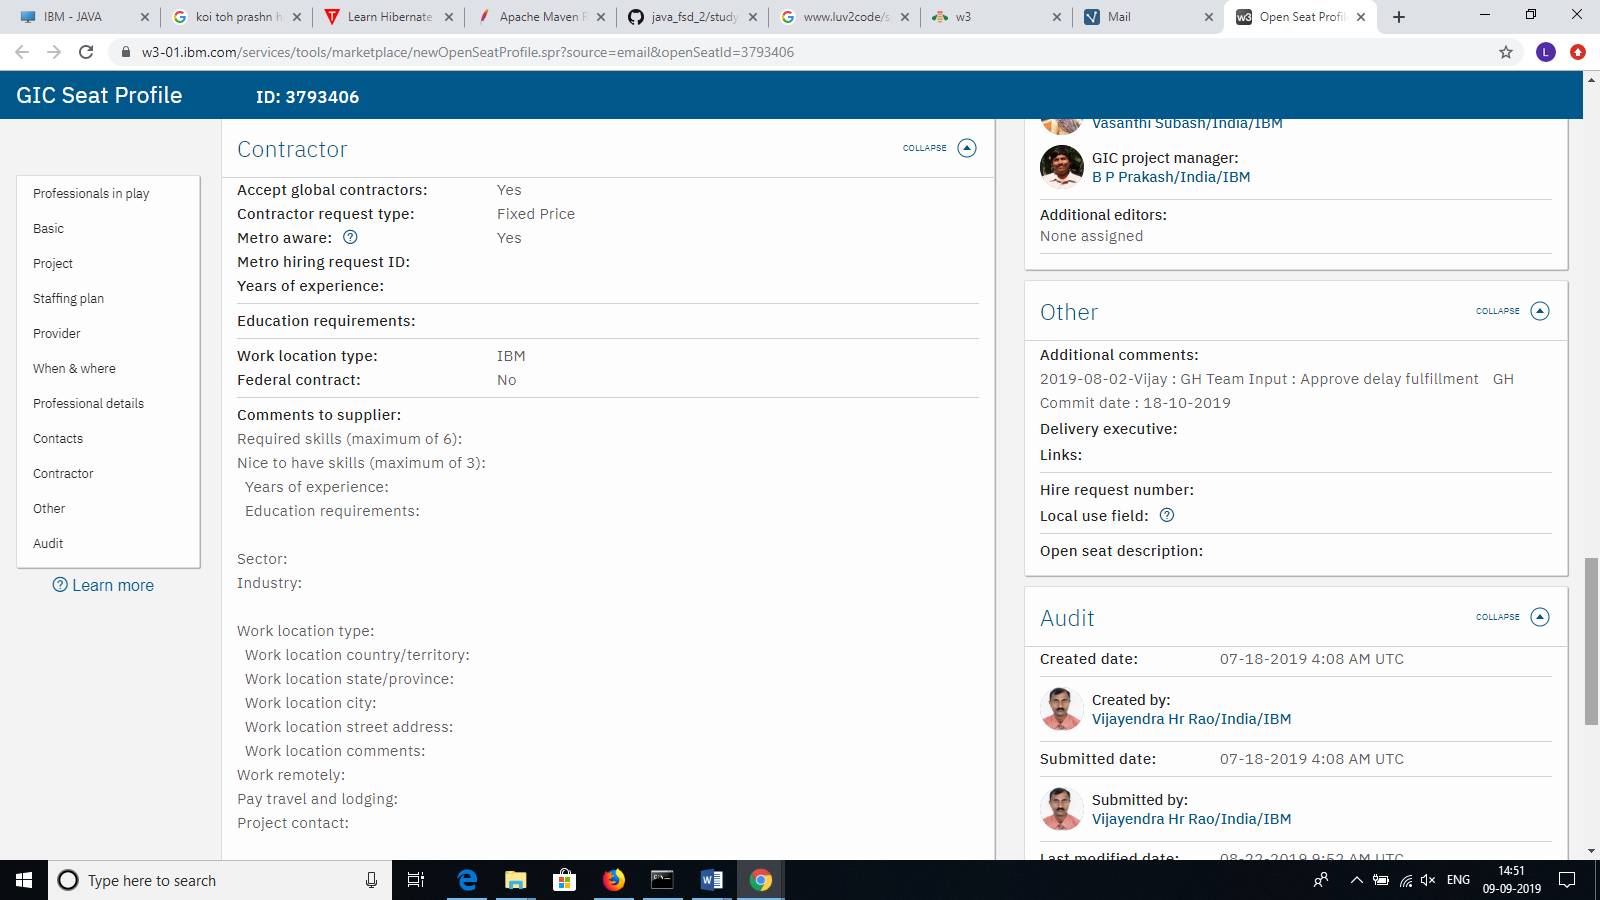 IBM - JAVA
koi toh prashn h
Learn Hibernate
Apache Maven P
java_fsd_2/study
www.luv2code/s
w3
Mail
Open Seat Profil
w3-01.ibm.com/services/tools/marketplace/newOpenSeatProfile.spr?source=email&openSeatId=3793406
L
GIC Seat Profile
ID: 3793406
Professionals in play
Basic
Project
Staffing plan
Provider
When & where
Professional details
Contacts
Contractor
Other
Audit
Learn more
Contractor
COLLAPSE
Accept global contractors: Yes
Contractor request type: Fixed Price
Metro aware: Yes
Metro hiring request ID:
Years of experience:
Education requirements:
Work location type: IBM
Federal contract: No
Comments to supplier:
Required skills (maximum of 6):
Nice to have skills (maximum of 3):
Years of experience:
Education requirements:
Sector:
Industry:
Work location type:
Work location country/territory:
Work location state/province:
Work location city:
Work location street address:
Work location comments:
Work remotely:
Pay travel and lodging:
Project contact:
Vasanthi Subash/India/IBM
GIC project manager:
B P Prakash/India/IBM
Additional editors:
None assigned
Other
COLLAPSE
Additional comments:
2019-08-02-Vijay : GH Team Input : Approve delay fulfillment GH
Commit date : 18-10-2019
Delivery executive:
Links:
Hire request number:
Local use field:
Open seat description:
Audit
COLLAPSE
Created date: 07-18-2019 4:08 AM UTC
Created by:
Vijayendra Hr Rao/India/IBM
Submitted date: 07-18-2019 4:08 AM UTC
Submitted by:
Vijayendra Hr Rao/India/IBM
Last modified date: 08-22-2019 9:52 AM UTC
Type here to search
ENG
14:51
09-09-2019